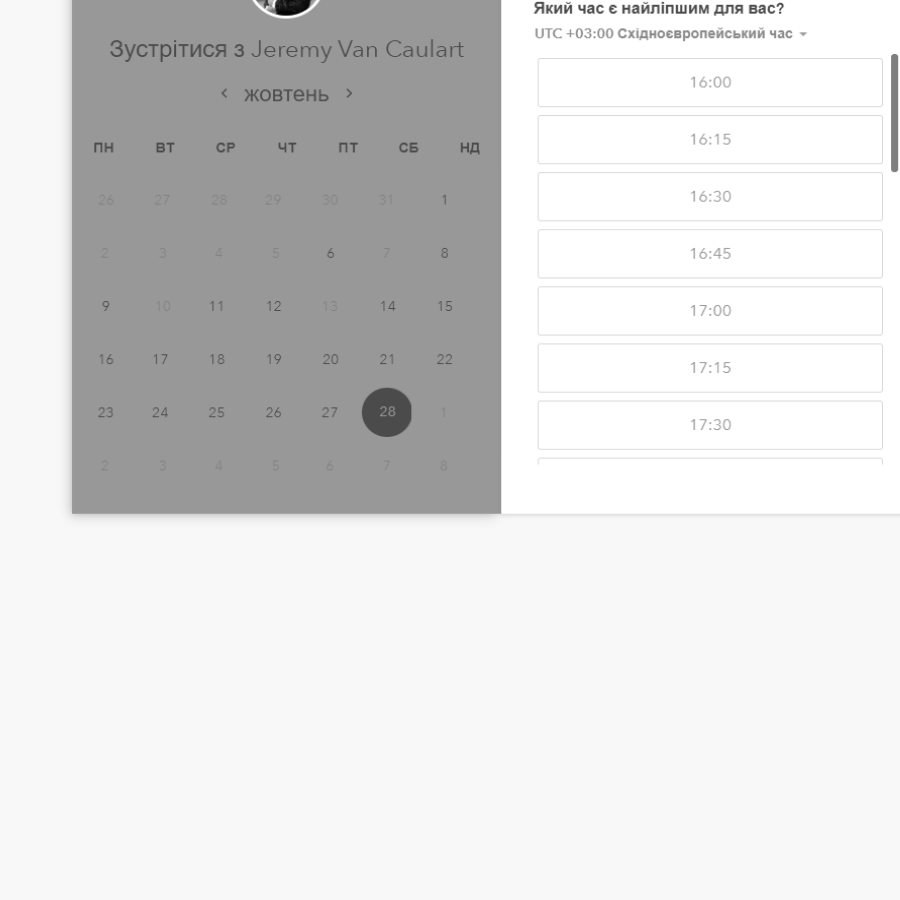 Зустрітися з Jeremy Van Caulart
жовтень
ПН ВТ СР ЧТ ПТ СБ НД
26 27 28 29 30 31 1
2 3 4 5 6 7 8
9 10 11 12 13 14 15
16 17 18 19 20 21 22
23 24 25 26 27 28 1
2 3 4 5 6 7 8
Який час є найліпшим для вас?
UTC +03:00 Східноєвропейський час
16:00
16:15
16:30
16:45
17:00
17:15
17:30